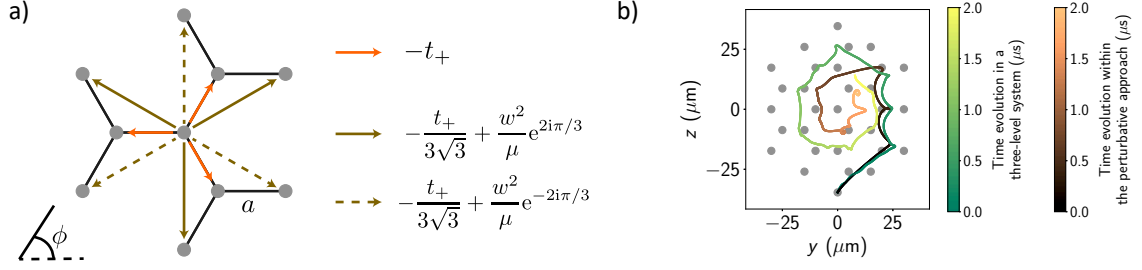 a)
−t₊
−t₊/(3√3) + w²/μ e^{2iπ/3}
−t₊/(3√3) + w²/μ e^{−2iπ/3}
a
ϕ
b)
z (μm)
25
0
−25
−25
0
25
y (μm)
2.0
1.5
1.0
0.5
0.0
Time evolution in a
three-level system (μs)
2.0
1.5
1.0
0.5
0.0
Time evolution within
the perturbative approach (μs)